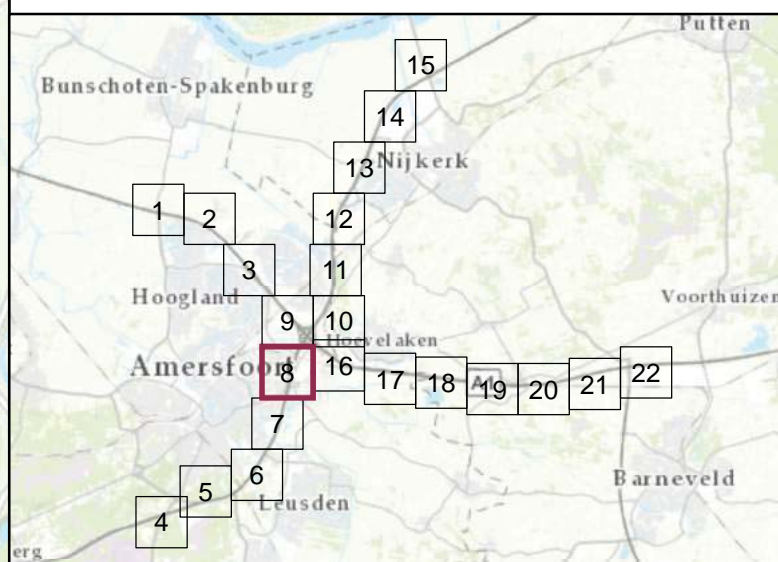 Putten
15
Bunschoten-Spakenburg
14
13
Nijkerk
1
2
12
3
11
Hoogland
Voorthuizen
9
10
Hoevelaken
Amersfoort
8
16
17
18
A1
19
20
21
22
7
6
5
Leusden
Barneveld
4
erg